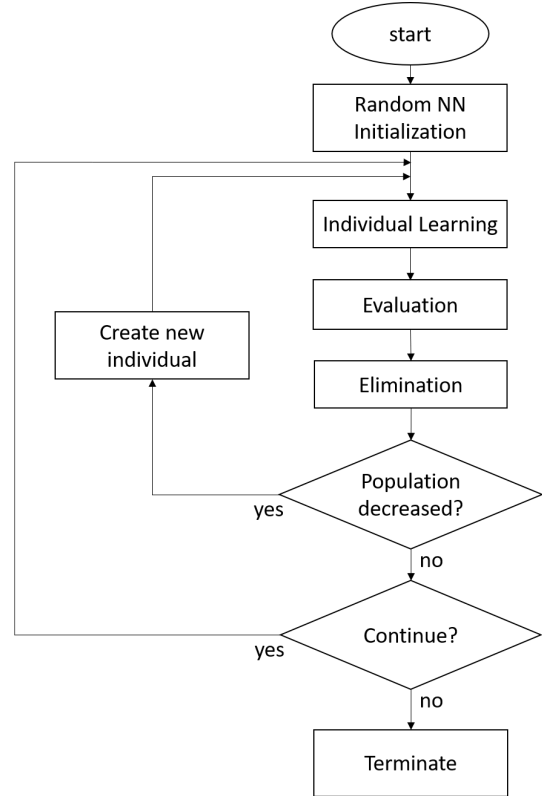 start
Random NN
Initialization
Individual Learning
Evaluation
Create new
individual
Elimination
Population
decreased?
yes
no
Continue?
yes
no
Terminate